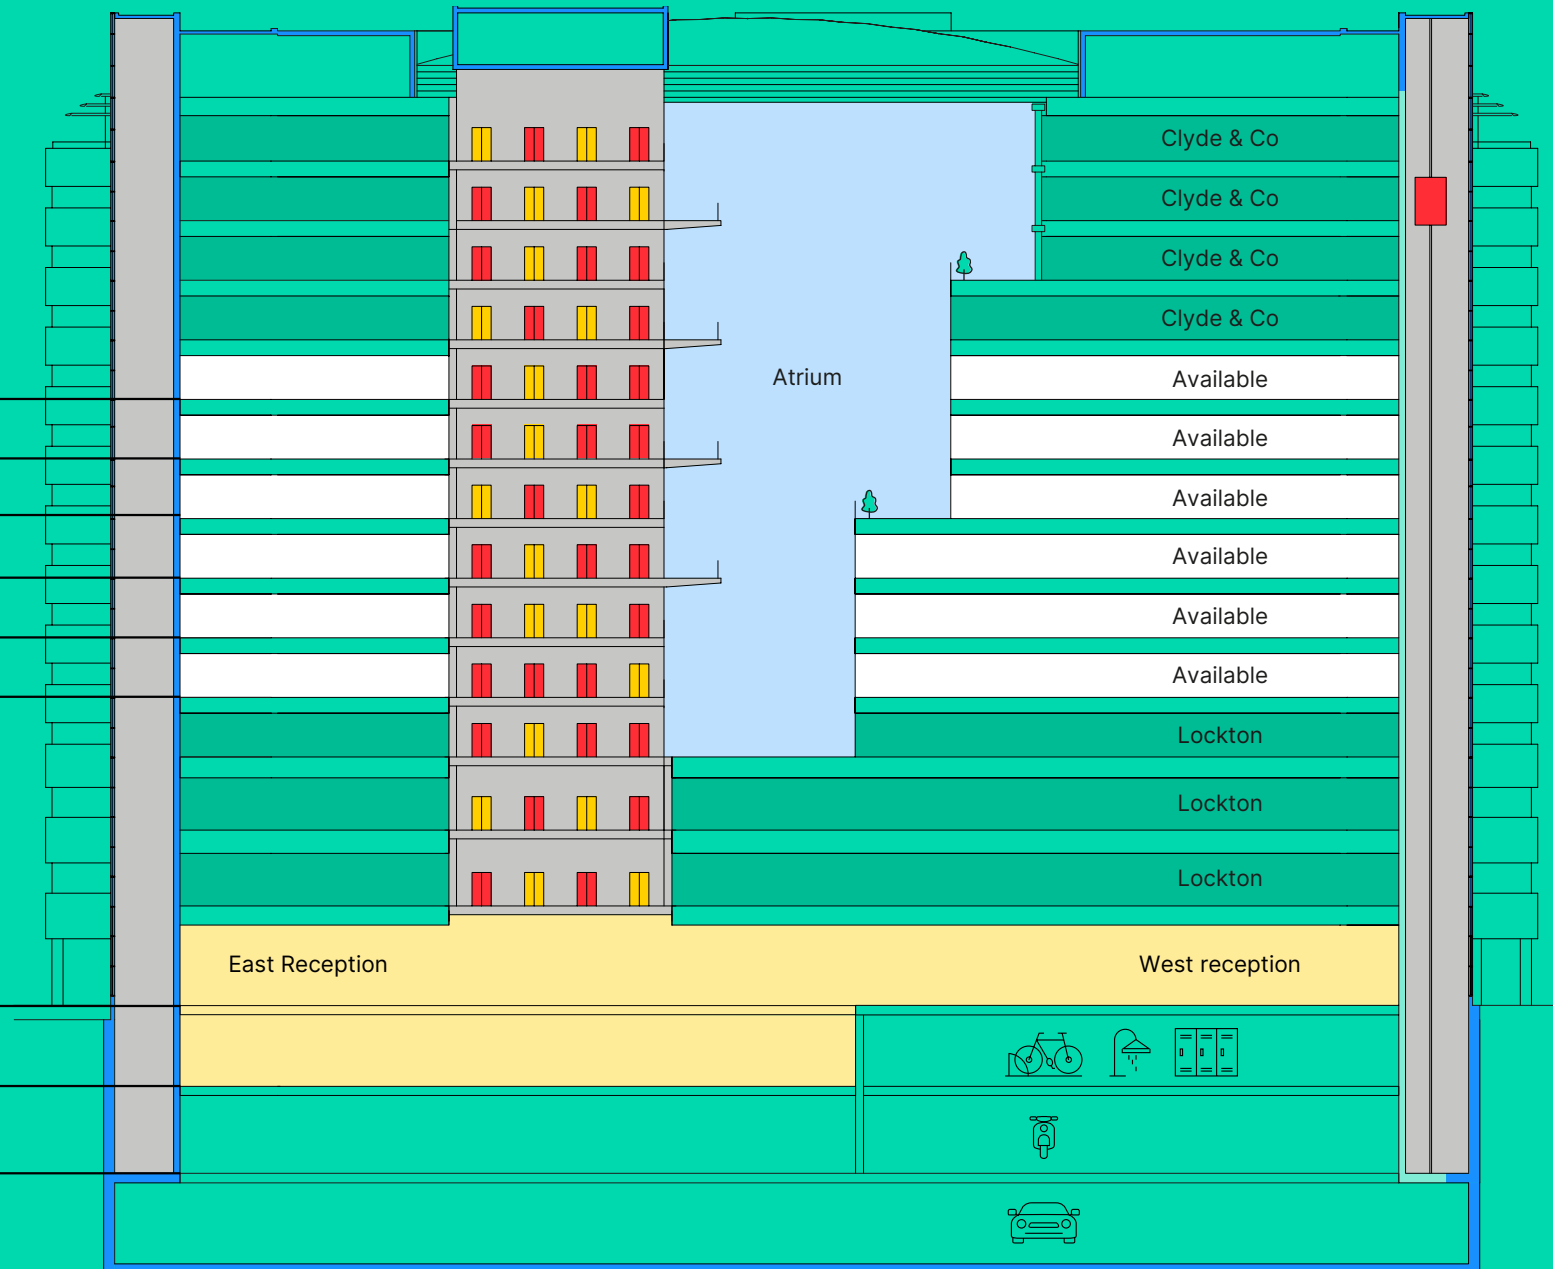 Clyde & Co
Clyde & Co
Clyde & Co
Clyde & Co
Atrium
Available
Available
Available
Available
Available
Available
Lockton
Lockton
Lockton
East Reception
West reception